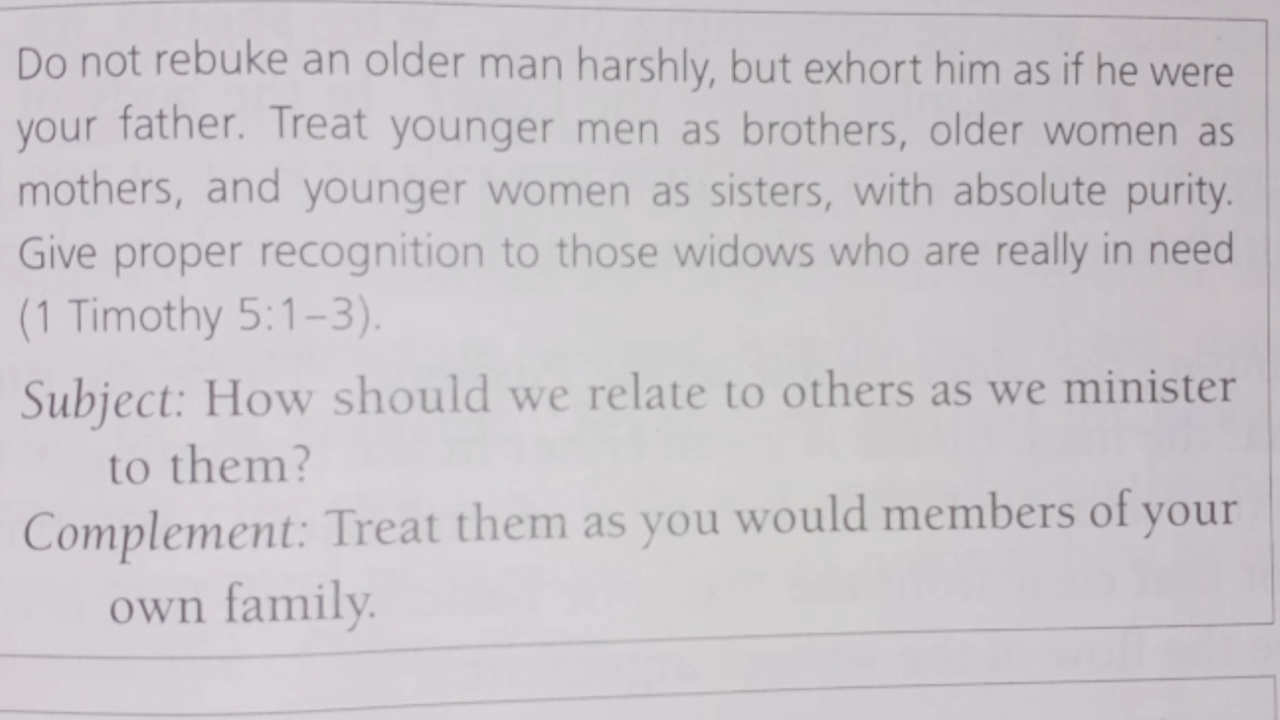 Do not rebuke an older man harshly, but exhort him as if he were
your father. Treat younger men as brothers, older women as
mothers, and younger women as sisters, with absolute purity.
Give proper recognition to those widows who are really in need
(1 Timothy 5:1–3).
Subject: How should we relate to others as we minister
to them?
Complement: Treat them as you would members of your
own family.